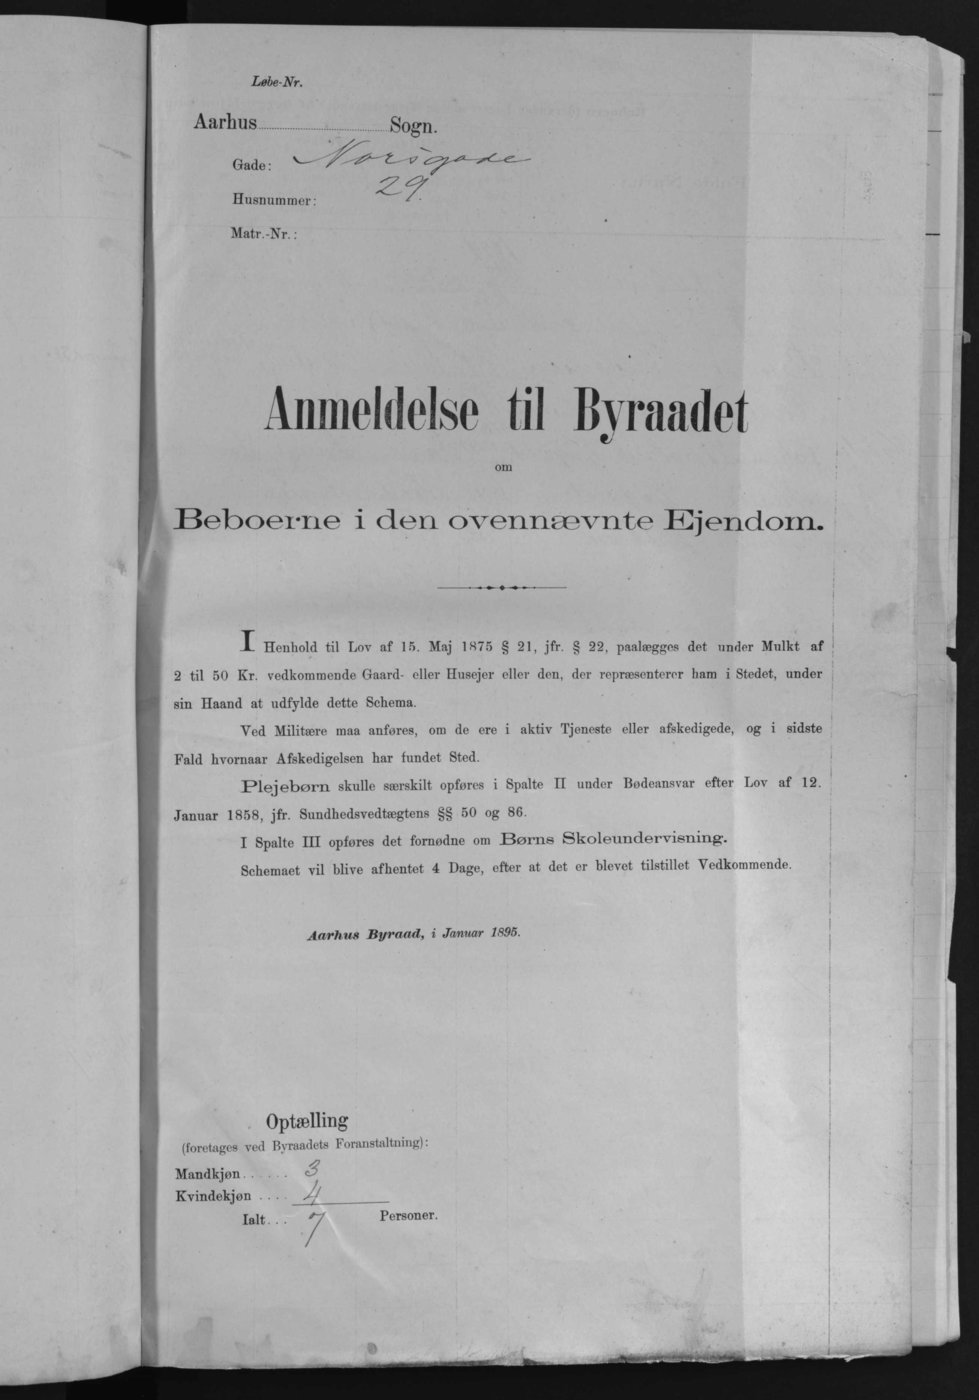 Løbe-Nr.
Aarhus Sogn.
Gade: Norsgade
Husnummer: 29.
Matr.-Nr.:
Anmeldelse til Byraadet
om
Beboerne i den ovennævnte Ejendom.
I Henhold til Lov af 15. Maj 1875 § 21, jfr. § 22, paalægges det under Mulkt af
2 til 50 Kr. vedkommende Gaard- eller Husejer eller den, der repræsenterer ham i Stedet, under
sin Haand at udfylde dette Schema.
Ved Militære maa anføres, om de ere i aktiv Tjeneste eller afskedigede, og i sidste
Fald hvornaar Afskedigelsen har fundet Sted.
Plejebørn skulle særskilt opføres i Spalte II under Bødeansvar efter Lov af 12.
Januar 1858, jfr. Sundhedsvedtægtens §§ 50 og 86.
I Spalte III opføres det fornødne om Børns Skoleundervisning.
Schemaet vil blive afhentet 4 Dage, efter at det er blevet tilstillet Vedkommende.
Aarhus Byraad, i Januar 1895.
Optælling
(foretages ved Byraadets Foranstaltning):
Mandkjøn...... 3
Kvindekjøn .... 4
Ialt... 7 Personer.